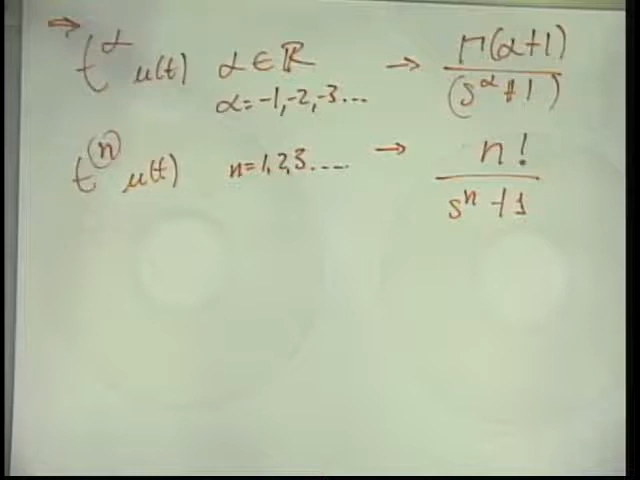 ⇒ t^α u(t) α ∈ ℝ → Γ(α+1) / (s^α+1)
α = -1, -2, -3 ...
t^(n) u(t) n = 1, 2, 3 ..... → n! / s^n+1